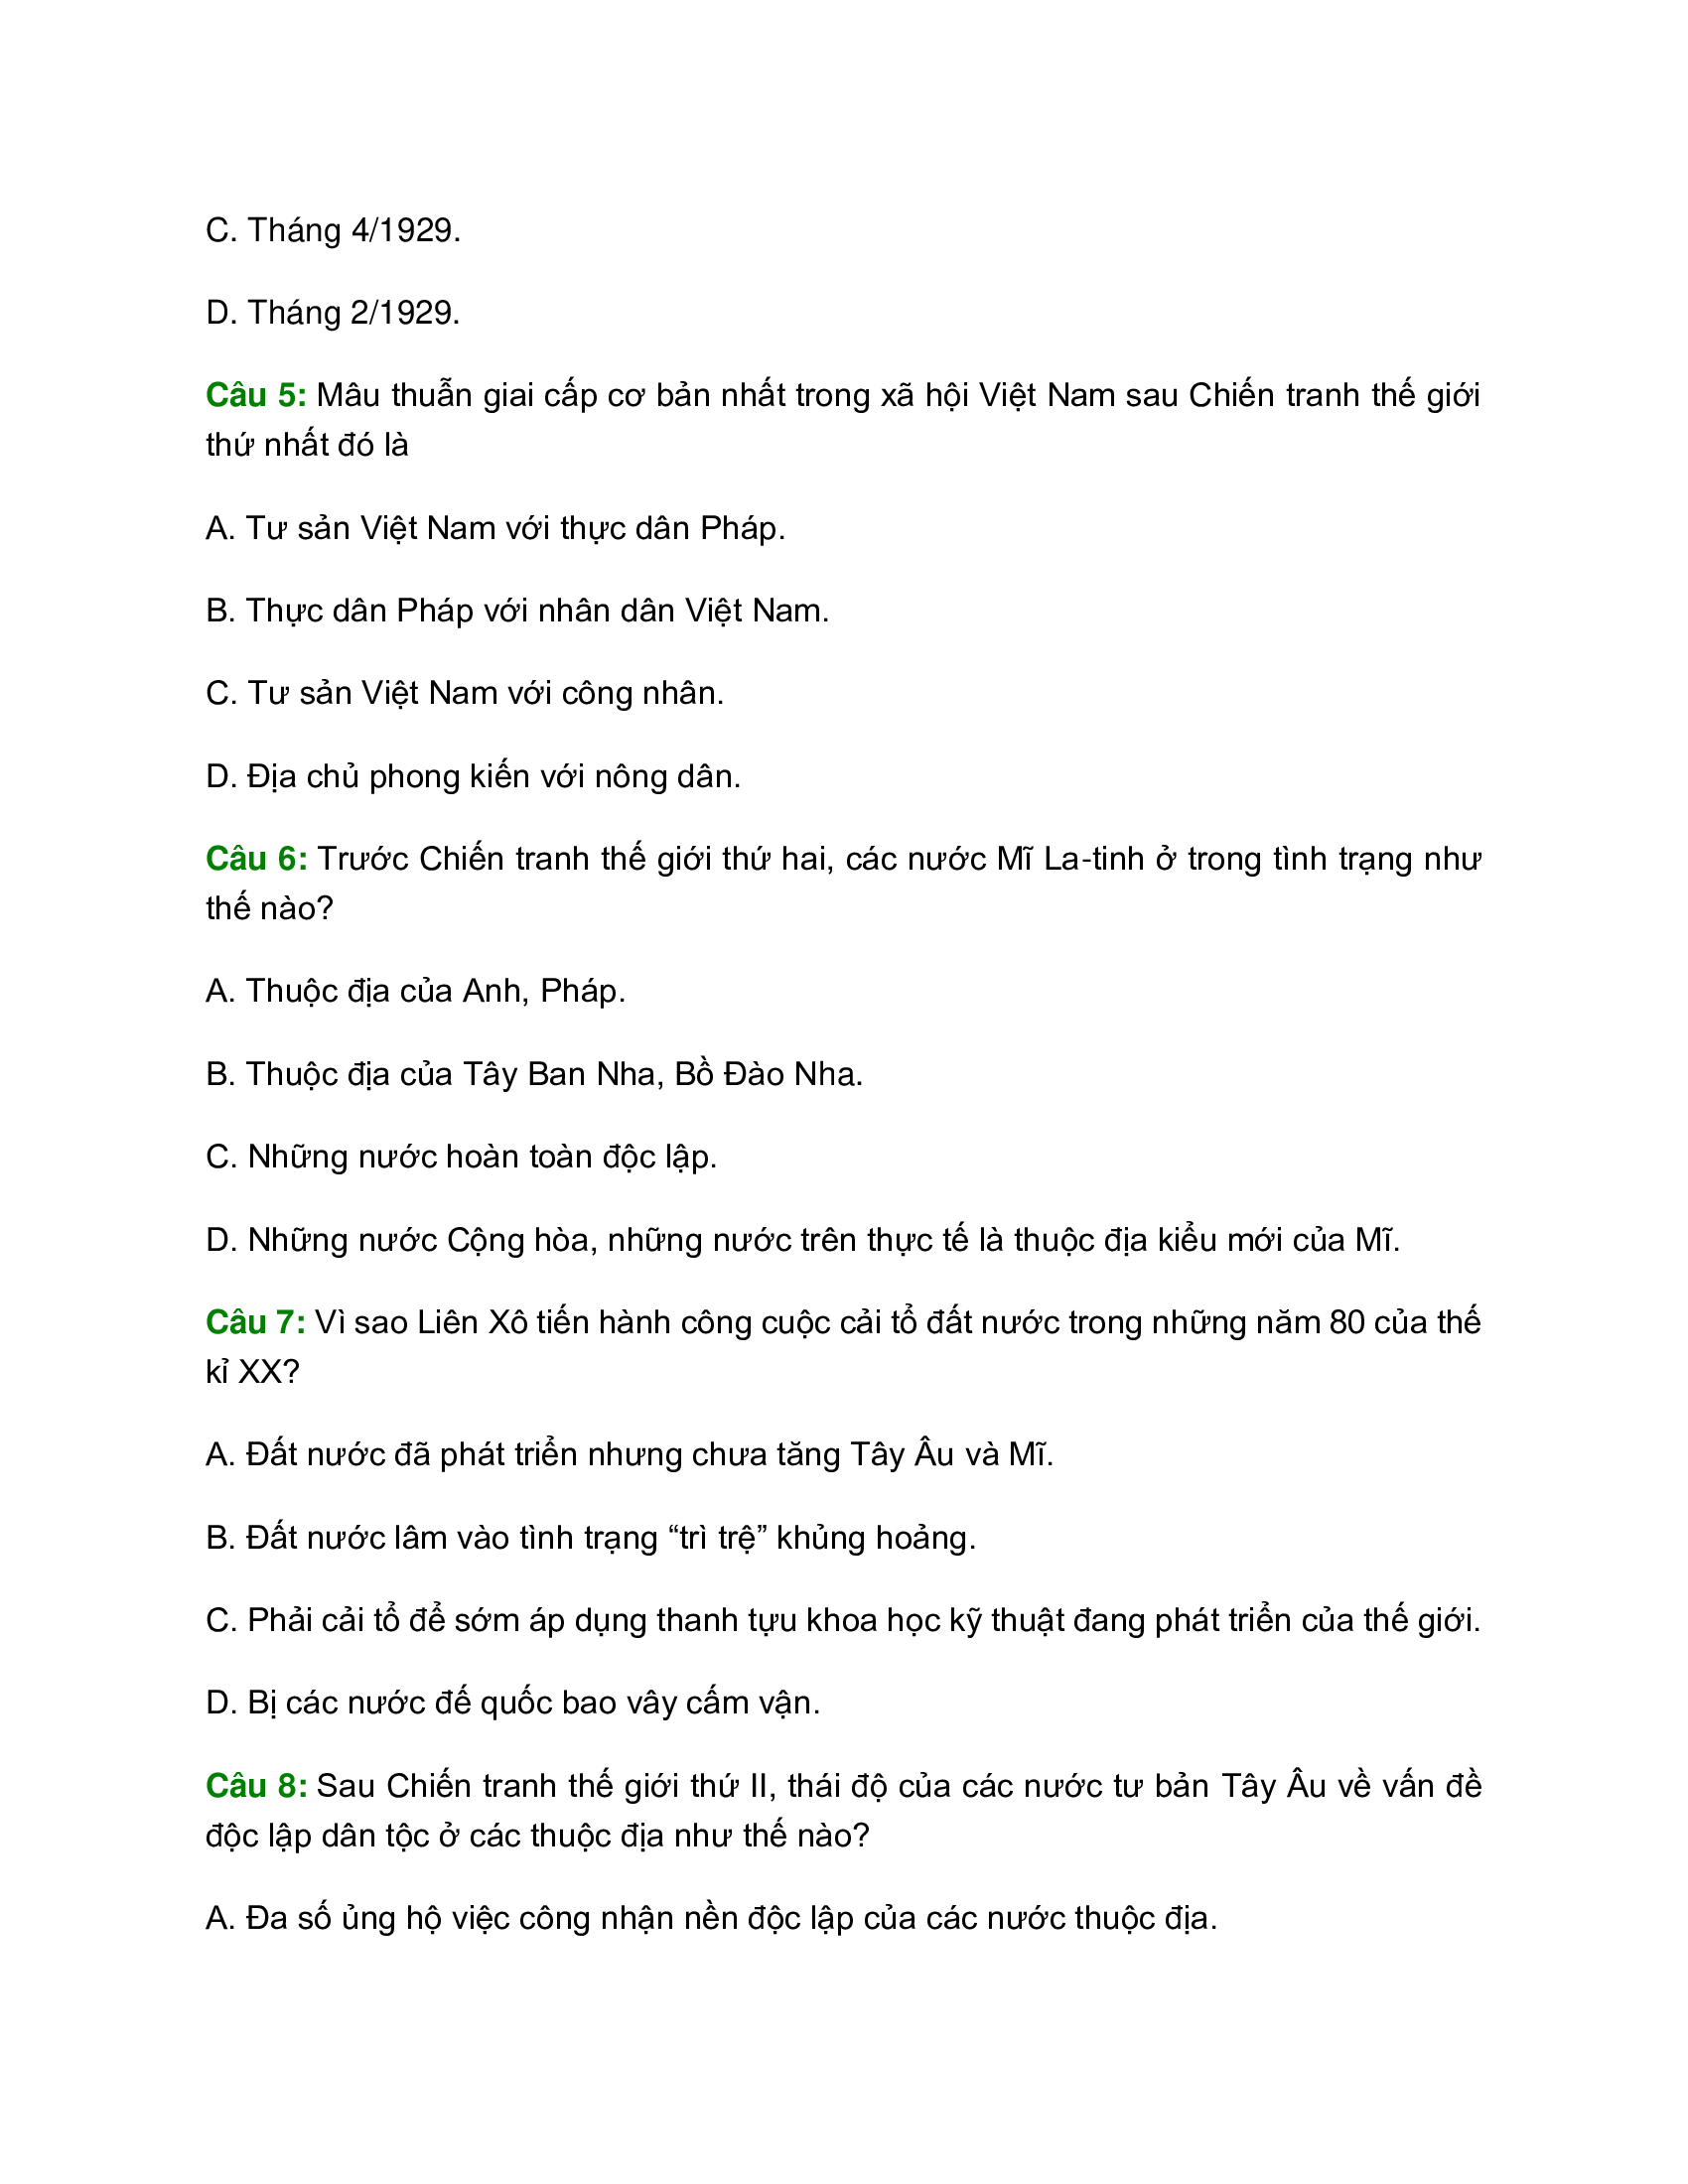 C. Tháng 4/1929.
D. Tháng 2/1929.
Câu 5: Mâu thuẫn giai cấp cơ bản nhất trong xã hội Việt Nam sau Chiến tranh thế giới
thứ nhất đó là
A. Tư sản Việt Nam với thực dân Pháp.
B. Thực dân Pháp với nhân dân Việt Nam.
C. Tư sản Việt Nam với công nhân.
D. Địa chủ phong kiến với nông dân.
Câu 6: Trước Chiến tranh thế giới thứ hai, các nước Mĩ La-tinh ở trong tình trạng như
thế nào?
A. Thuộc địa của Anh, Pháp.
B. Thuộc địa của Tây Ban Nha, Bồ Đào Nha.
C. Những nước hoàn toàn độc lập.
D. Những nước Cộng hòa, những nước trên thực tế là thuộc địa kiểu mới của Mĩ.
Câu 7: Vì sao Liên Xô tiến hành công cuộc cải tổ đất nước trong những năm 80 của thế
kỉ XX?
A. Đất nước đã phát triển nhưng chưa tăng Tây Âu và Mĩ.
B. Đất nước lâm vào tình trạng “trì trệ” khủng hoảng.
C. Phải cải tổ để sớm áp dụng thanh tựu khoa học kỹ thuật đang phát triển của thế giới.
D. Bị các nước đế quốc bao vây cấm vận.
Câu 8: Sau Chiến tranh thế giới thứ II, thái độ của các nước tư bản Tây Âu về vấn đề
độc lập dân tộc ở các thuộc địa như thế nào?
A. Đa số ủng hộ việc công nhận nền độc lập của các nước thuộc địa.